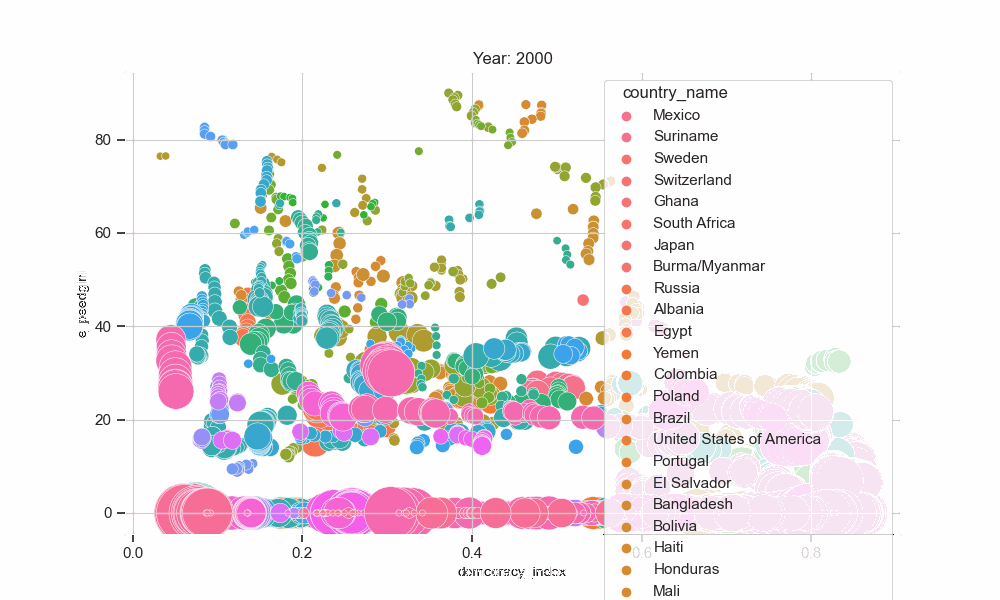 Year: 2000
country_name
Mexico
Suriname
Sweden
Switzerland
Ghana
South Africa
Japan
Burma/Myanmar
Russia
Albania
Egypt
Yemen
Colombia
Poland
Brazil
United States of America
Portugal
El Salvador
Bangladesh
Bolivia
Haiti
Honduras
Mali
80
60
40
20
0
0.0
0.2
0.4
0.6
0.8
democracy_index